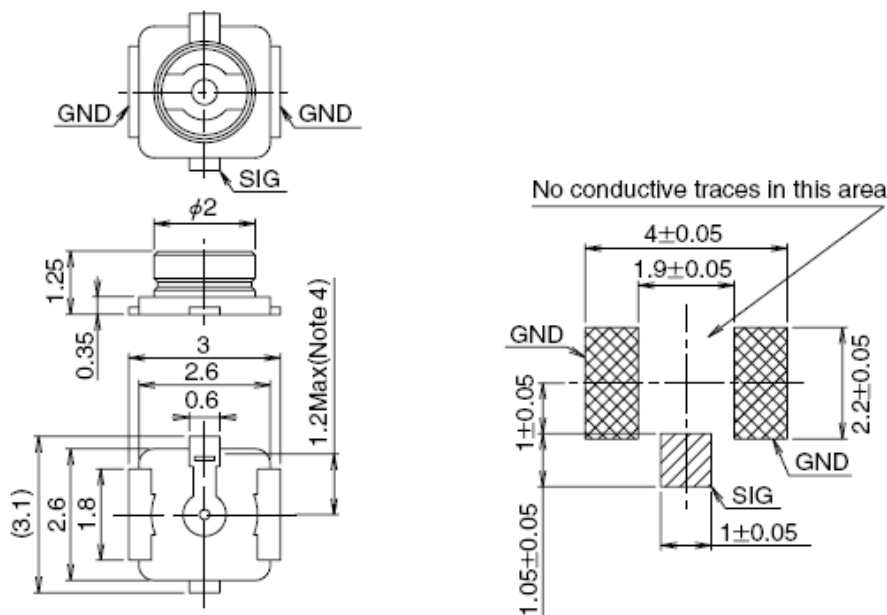 GND
GND
SIG
ϕ2
1.25
0.35
3
2.6
0.6
1.2Max(Note 4)
(3.1)
2.6
1.8
No conductive traces in this area
4±0.05
1.9±0.05
GND
1±0.05
2.2±0.05
GND
SIG
1.05±0.05
1±0.05